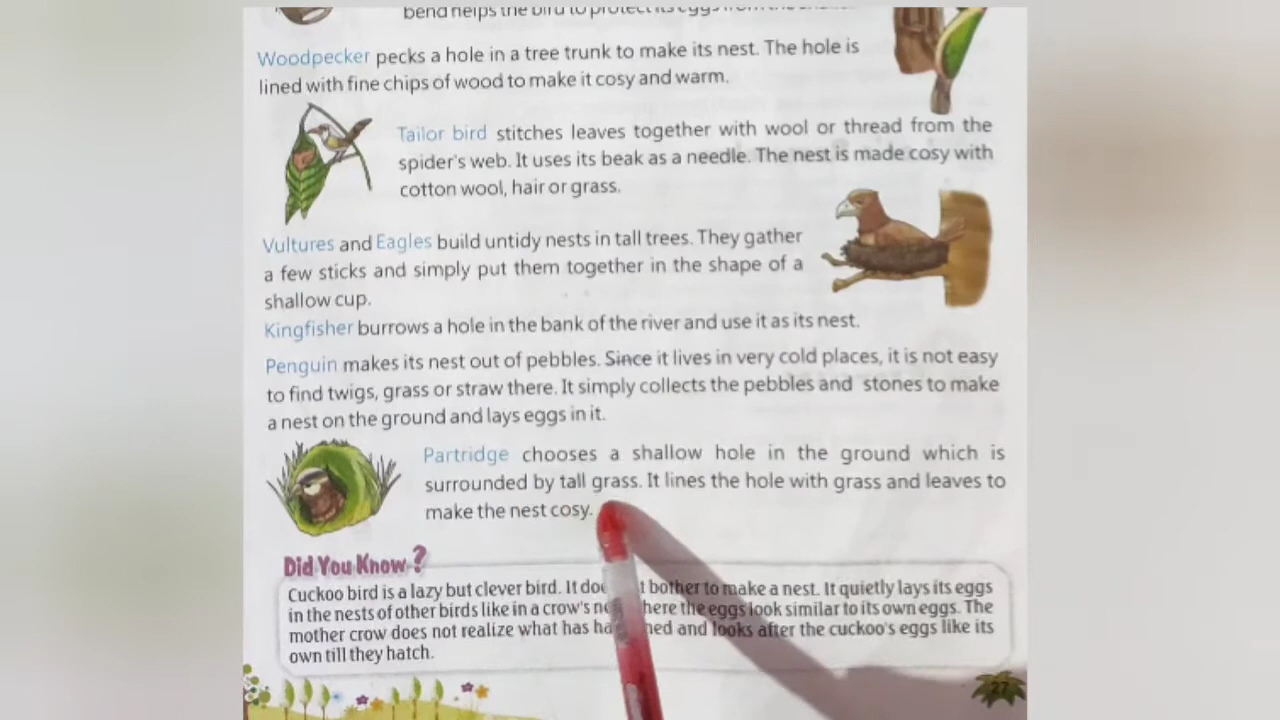 bend helps the bird to protect its eggs from the
Woodpecker pecks a hole in a tree trunk to make its nest. The hole is
lined with fine chips of wood to make it cosy and warm.
Tailor bird stitches leaves together with wool or thread from the
spider's web. It uses its beak as a needle. The nest is made cosy with
cotton wool, hair or grass.
Vultures and Eagles build untidy nests in tall trees. They gather
a few sticks and simply put them together in the shape of a
shallow cup.
Kingfisher burrows a hole in the bank of the river and use it as its nest.
Penguin makes its nest out of pebbles. Since it lives in very cold places, it is not easy
to find twigs, grass or straw there. It simply collects the pebbles and stones to make
a nest on the ground and lays eggs in it.
Partridge chooses a shallow hole in the ground which is
surrounded by tall grass. It lines the hole with grass and leaves to
make the nest cosy.
Did You Know?
Cuckoo bird is a lazy but clever bird. It bother to make a nest. It quietly lays its eggs
in the nests of other birds like in a crow's here the eggs look similar to its own eggs. The
mother crow does not realize what has and looks after the cuckoo's eggs like its
own till they hatch.
27